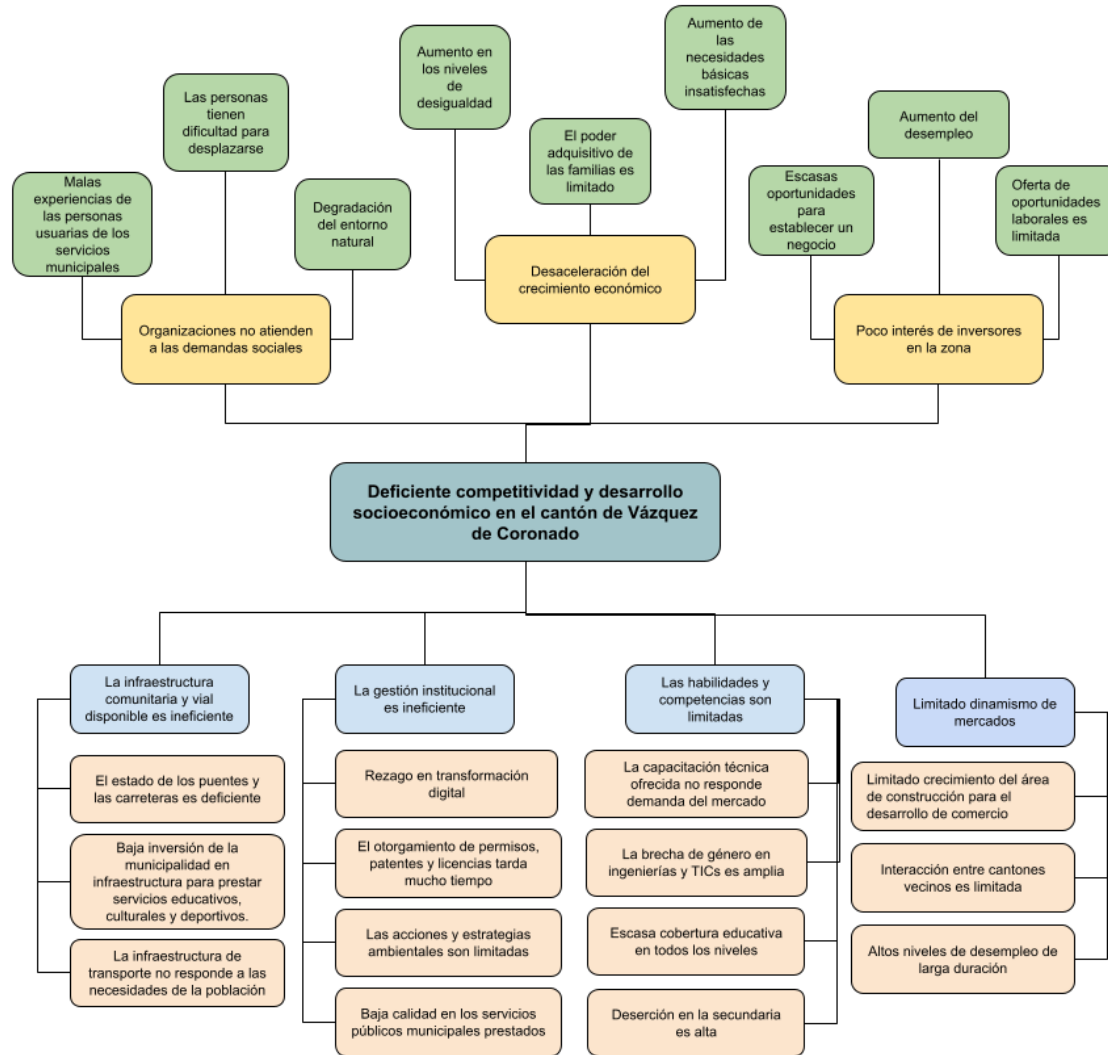 Aumento de
las
necesidades
básicas
insatisfechas
Aumento en
los niveles
de
desigualdad
Las personas
tienen
dificultad para
desplazarse
Aumento del
desempleo
El poder
adquisitivo de
las familias es
limitado
Malas
experiencias de
las personas
usuarias de los
servicios
municipales
Degradación
del entorno
natural
Escasas
oportunidades
para
establecer un
negocio
Oferta de
oportunidades
laborales es
limitada
Organizaciones no atienden
a las demandas sociales
Desaceleración del
crecimiento económico
Poco interés de inversores
en la zona
Deficiente competitividad y desarrollo
socioeconómico en el cantón de Vázquez
de Coronado
La infraestructura
comunitaria y vial
disponible es ineficiente
El estado de los puentes y
las carreteras es deficiente
Baja inversión de la
municipalidad en
infraestructura para prestar
servicios educativos,
culturales y deportivos.
La infraestructura de
transporte no responde a las
necesidades de la población
La gestión institucional
es ineficiente
Rezago en transformación
digital
El otorgamiento de permisos,
patentes y licencias tarda
mucho tiempo
Las acciones y estrategias
ambientales son limitadas
Baja calidad en los servicios
públicos municipales prestados
Las habilidades y
competencias son
limitadas
La capacitación técnica
ofrecida no responde
demanda del mercado
La brecha de género en
ingenierías y TICs es amplia
Escasa cobertura educativa
en todos los niveles
Deserción en la secundaria
es alta
Limitado dinamismo de
mercados
Limitado crecimiento del área
de construcción para el
desarrollo de comercio
Interacción entre cantones
vecinos es limitada
Altos niveles de desempleo de
larga duración